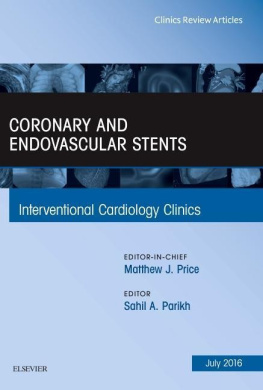 Clinics Review Articles
CORONARY AND
ENDOVASCULAR STENTS
Interventional Cardiology Clinics
EDITOR-IN-CHIEF
Matthew J. Price
EDITOR
Sahil A. Parikh
ELSEVIER
July 2016